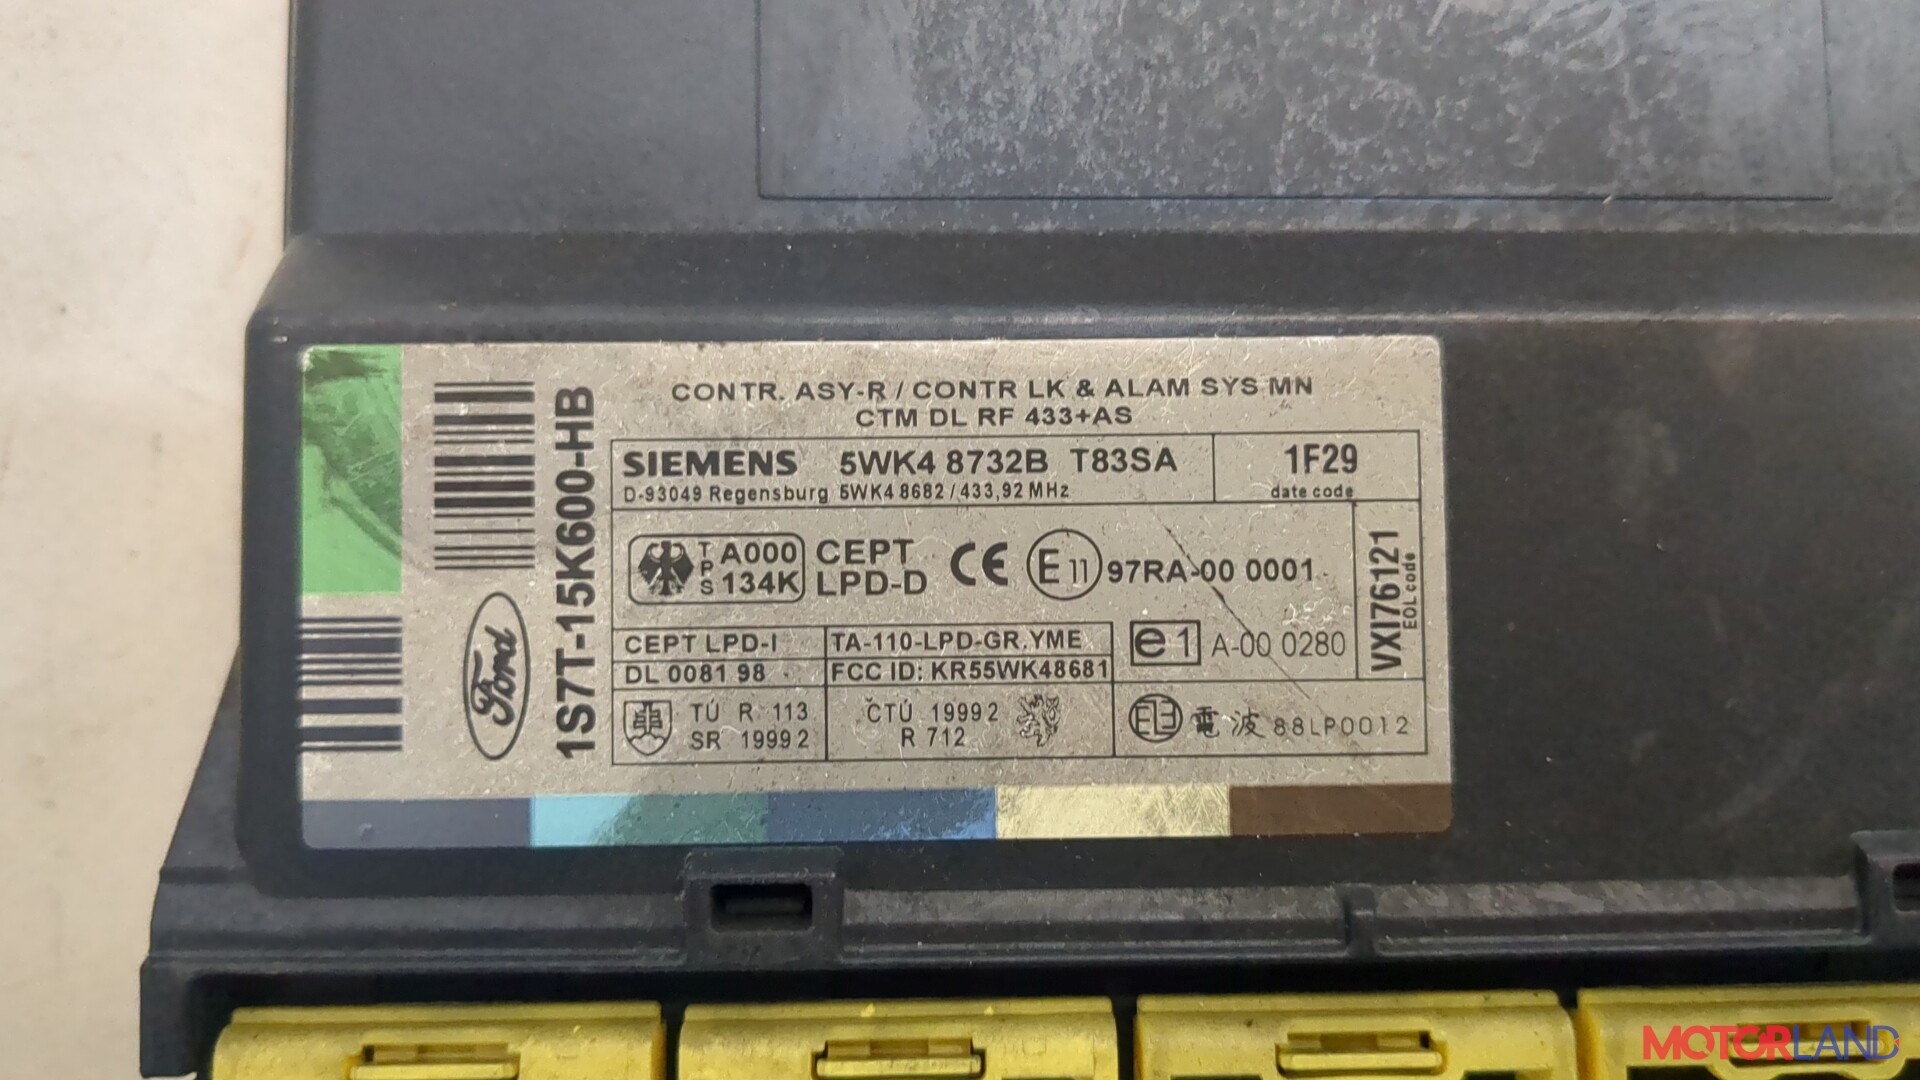 CONTR. ASY-R / CONTR LK & ALAM SYS MN
CTM DL RF 433+AS
1S7T-15K600-HB
Ford
SIEMENS 5WK4 8732B T83SA
D-93049 Regensburg 5WK4 8682 / 433,92 MHz
1F29
date code
TPS A000 134K
CEPT LPD-D
CE
E11 97RA-00 0001
VXI76121
EOL code
CEPT LPD-I
TA-110-LPD-GR.YME
e1 A-00 0280
DL 0081 98
FCC ID: KR55WK48681
TÚ R 113
SR 1999 2
ČTÚ 1999 2
R 712
電波 88LP0012
MOTORLAND